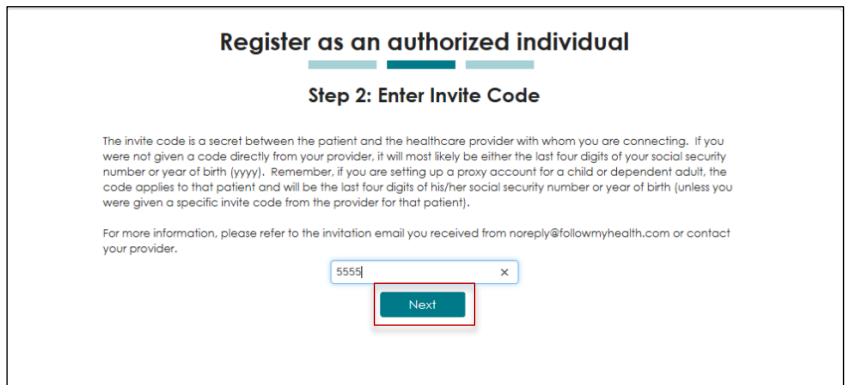 Register as an authorized individual
Step 2: Enter Invite Code
The invite code is a secret between the patient and the healthcare provider with whom you are connecting. If you
were not given a code directly from your provider, it will most likely be either the last four digits of your social security
number or year of birth (yyyy). Remember, if you are setting up a proxy account for a child or dependent adult, the
code applies to that patient and will be the last four digits of his/her social security number or year of birth (unless you
were given a specific invite code from the provider for that patient).
For more information, please refer to the invitation email you received from noreply@followmyhealth.com or contact
your provider.
5555
Next